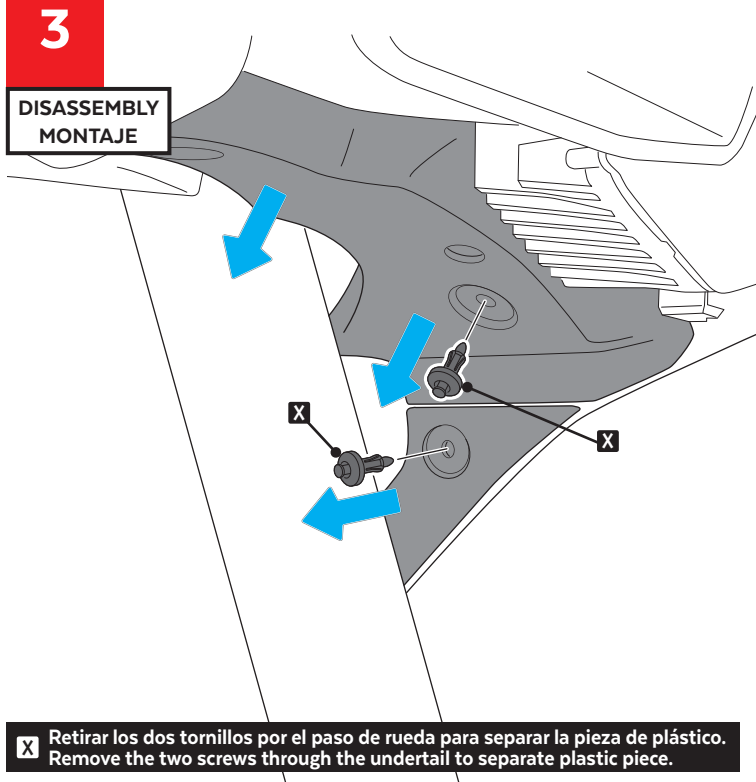 3
DISASSEMBLY
MONTAJE
X
X
X Retirar los dos tornillos por el paso de rueda para separar la pieza de plástico.
Remove the two screws through the undertail to separate plastic piece.